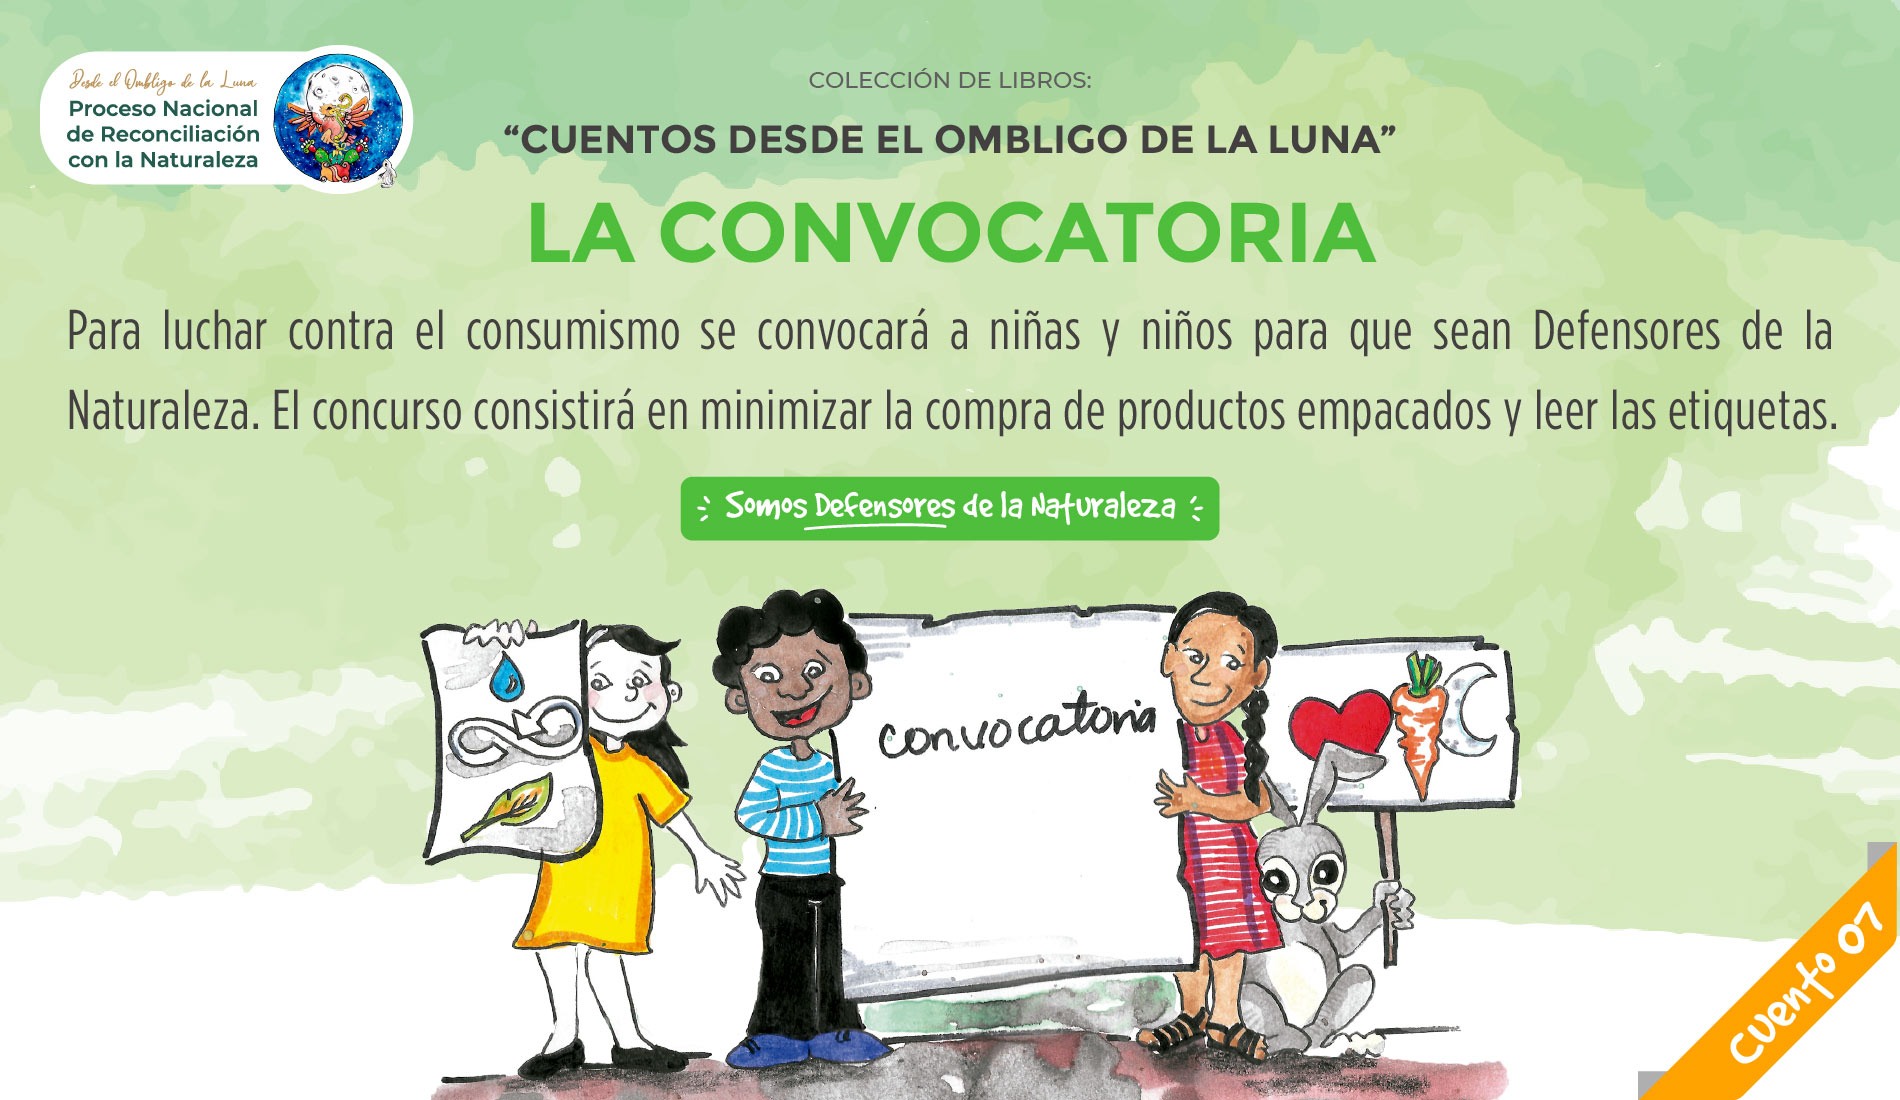 Desde el Ombligo de la Luna
Proceso Nacional
de Reconciliación
con la Naturaleza
COLECCIÓN DE LIBROS:
“CUENTOS DESDE EL OMBLIGO DE LA LUNA”
LA CONVOCATORIA
Para luchar contra el consumismo se convocará a niñas y niños para que sean Defensores de la
Naturaleza. El concurso consistirá en minimizar la compra de productos empacados y leer las etiquetas.
Somos Defensores de la Naturaleza
convocatoria
Cuento 07